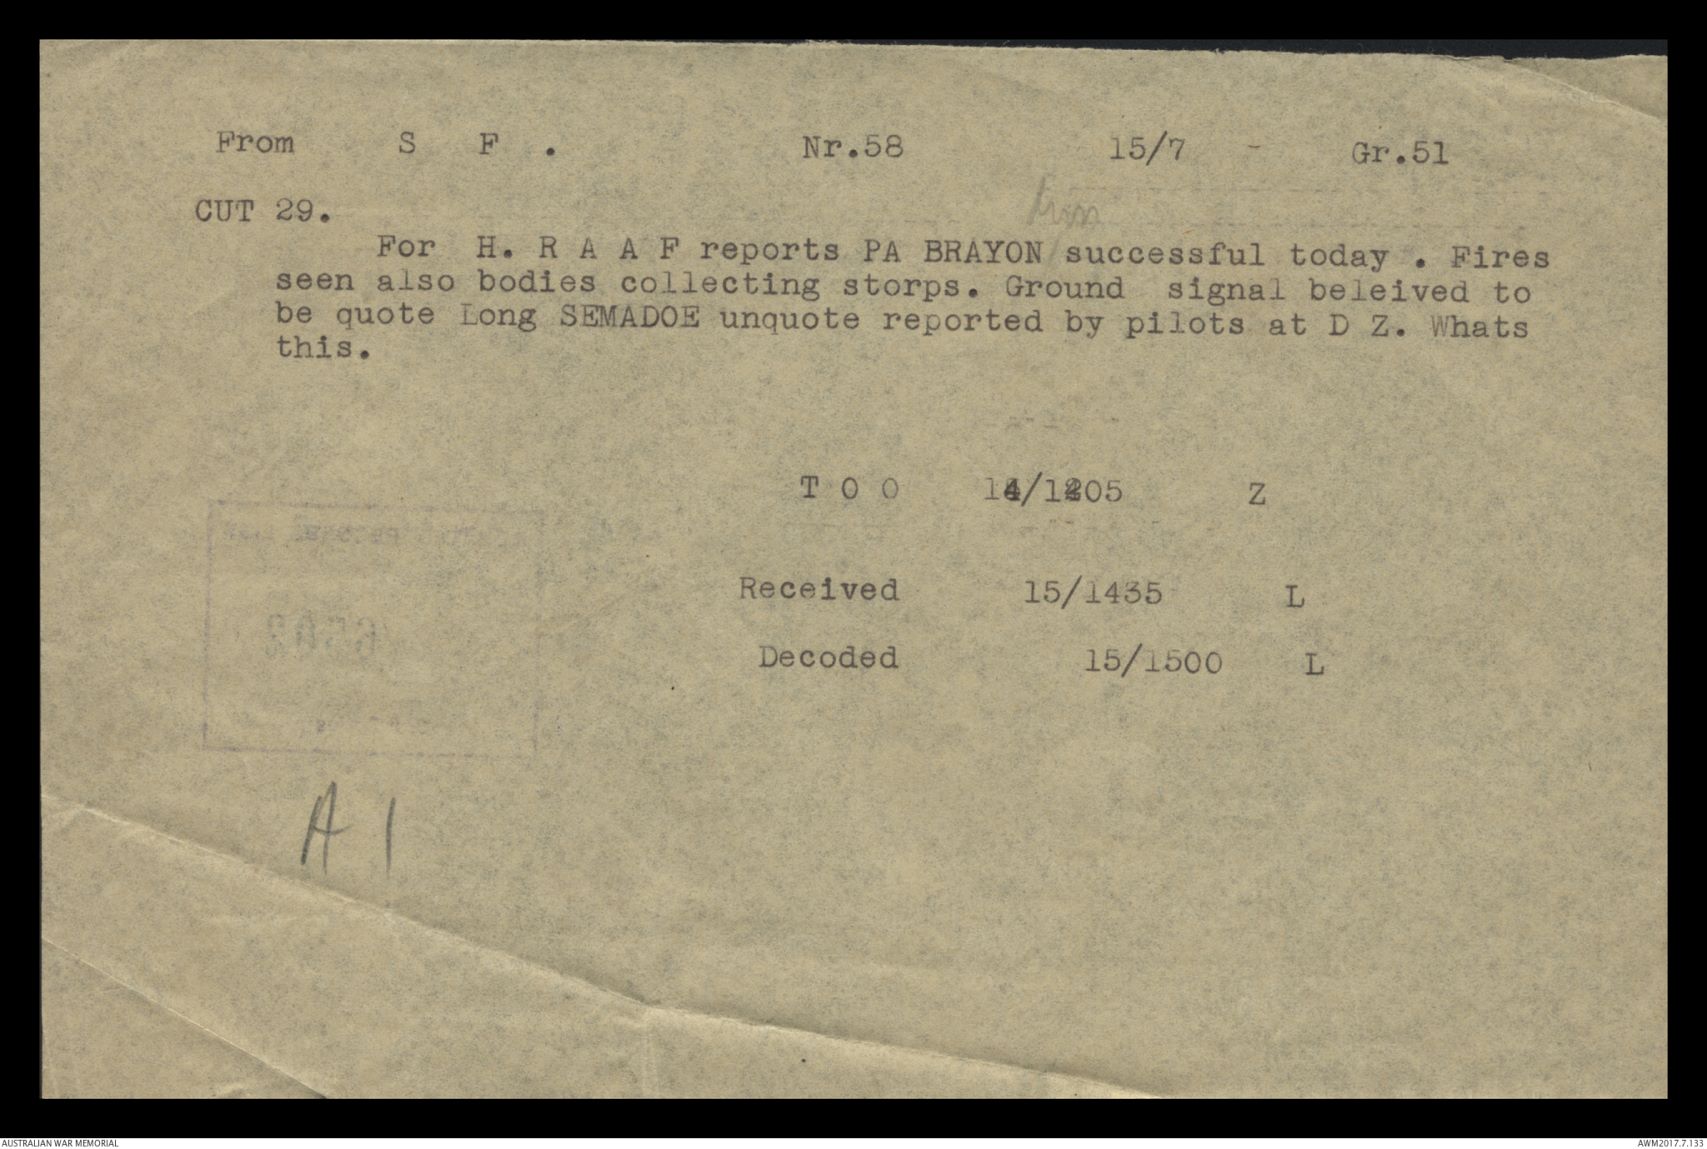 From S F . Nr.58 15/7 - Gr.51
CUT 29.
For H. R A A F reports PA BRAYON successful today . Fires
seen also bodies collecting storps. Ground signal beleived to
be quote Long SEMADOE unquote reported by pilots at D Z. Whats
this.
T O O 14/1205 Z
Received 15/1435 L
Decoded 15/1500 L
A 1
AUSTRALIAN WAR MEMORIAL
AWM2017.7.133